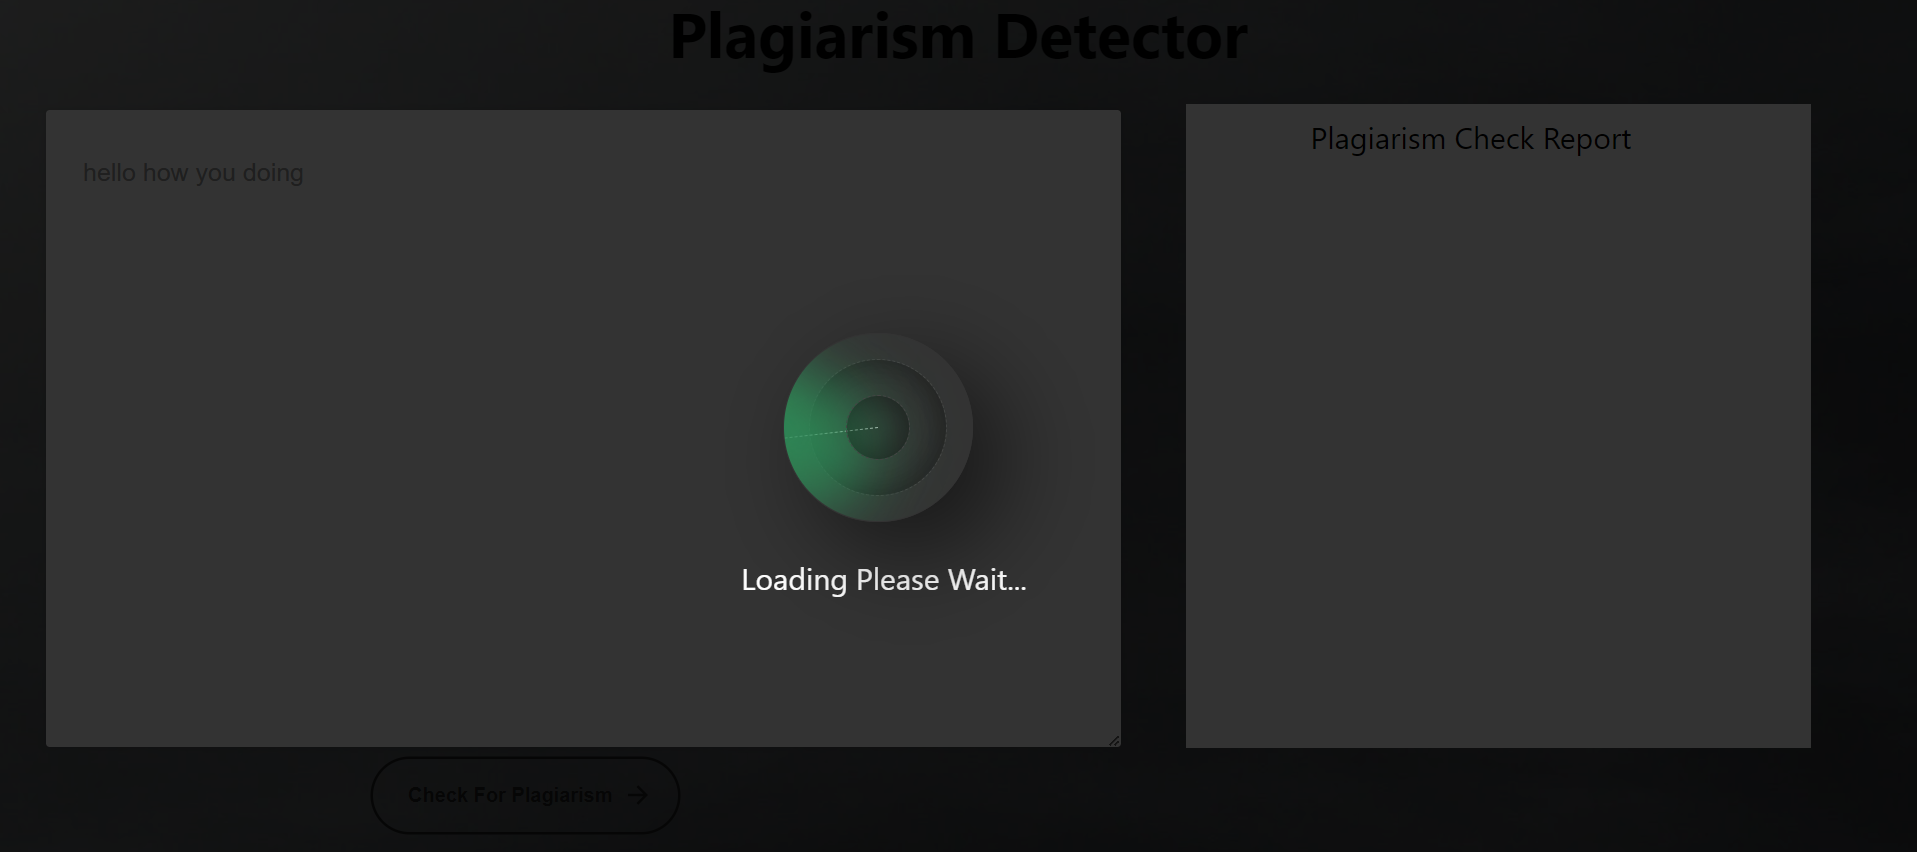 Plagiarism Detector
hello how you doing
Plagiarism Check Report
Loading Please Wait...
Check For Plagiarism